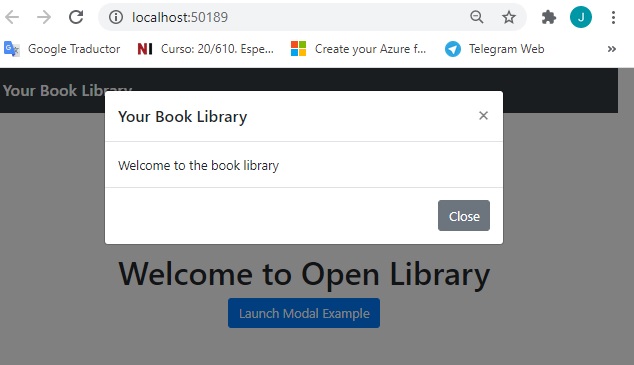 localhost:50189
Google Traductor
NI Curso: 20/610. Espe...
Create your Azure f...
Telegram Web
»
J
Your Book Library
Your Book Library
×
Welcome to the book library
Close
Welcome to Open Library
Launch Modal Example